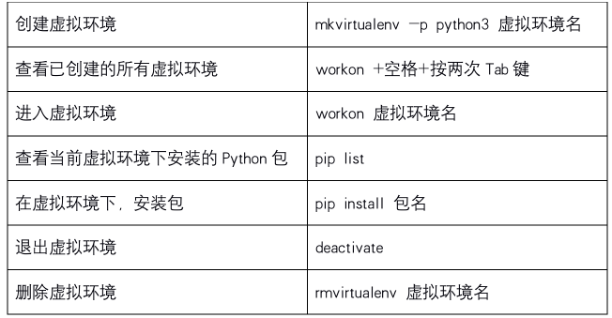 创建虚拟环境 mkvirtualenv -p python3 虚拟环境名
查看已创建的所有虚拟环境 workon +空格+按两次 Tab 键
进入虚拟环境 workon 虚拟环境名
查看当前虚拟环境下安装的 Python 包 pip list
在虚拟环境下，安装包 pip install 包名
退出虚拟环境 deactivate
删除虚拟环境 rmvirtualenv 虚拟环境名